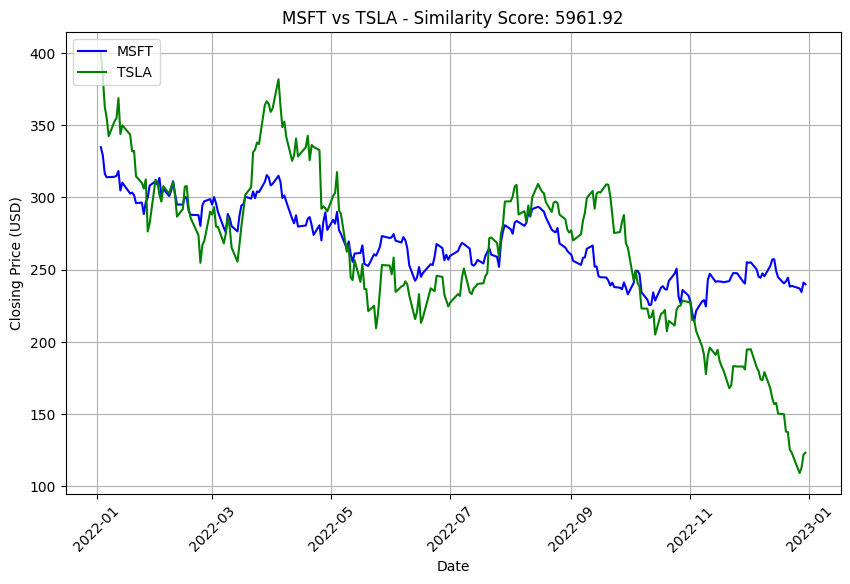 MSFT vs TSLA - Similarity Score: 5961.92
MSFT
TSLA
400
350
300
250
200
150
100
Closing Price (USD)
2022-01
2022-03
2022-05
2022-07
2022-09
2022-11
2023-01
Date